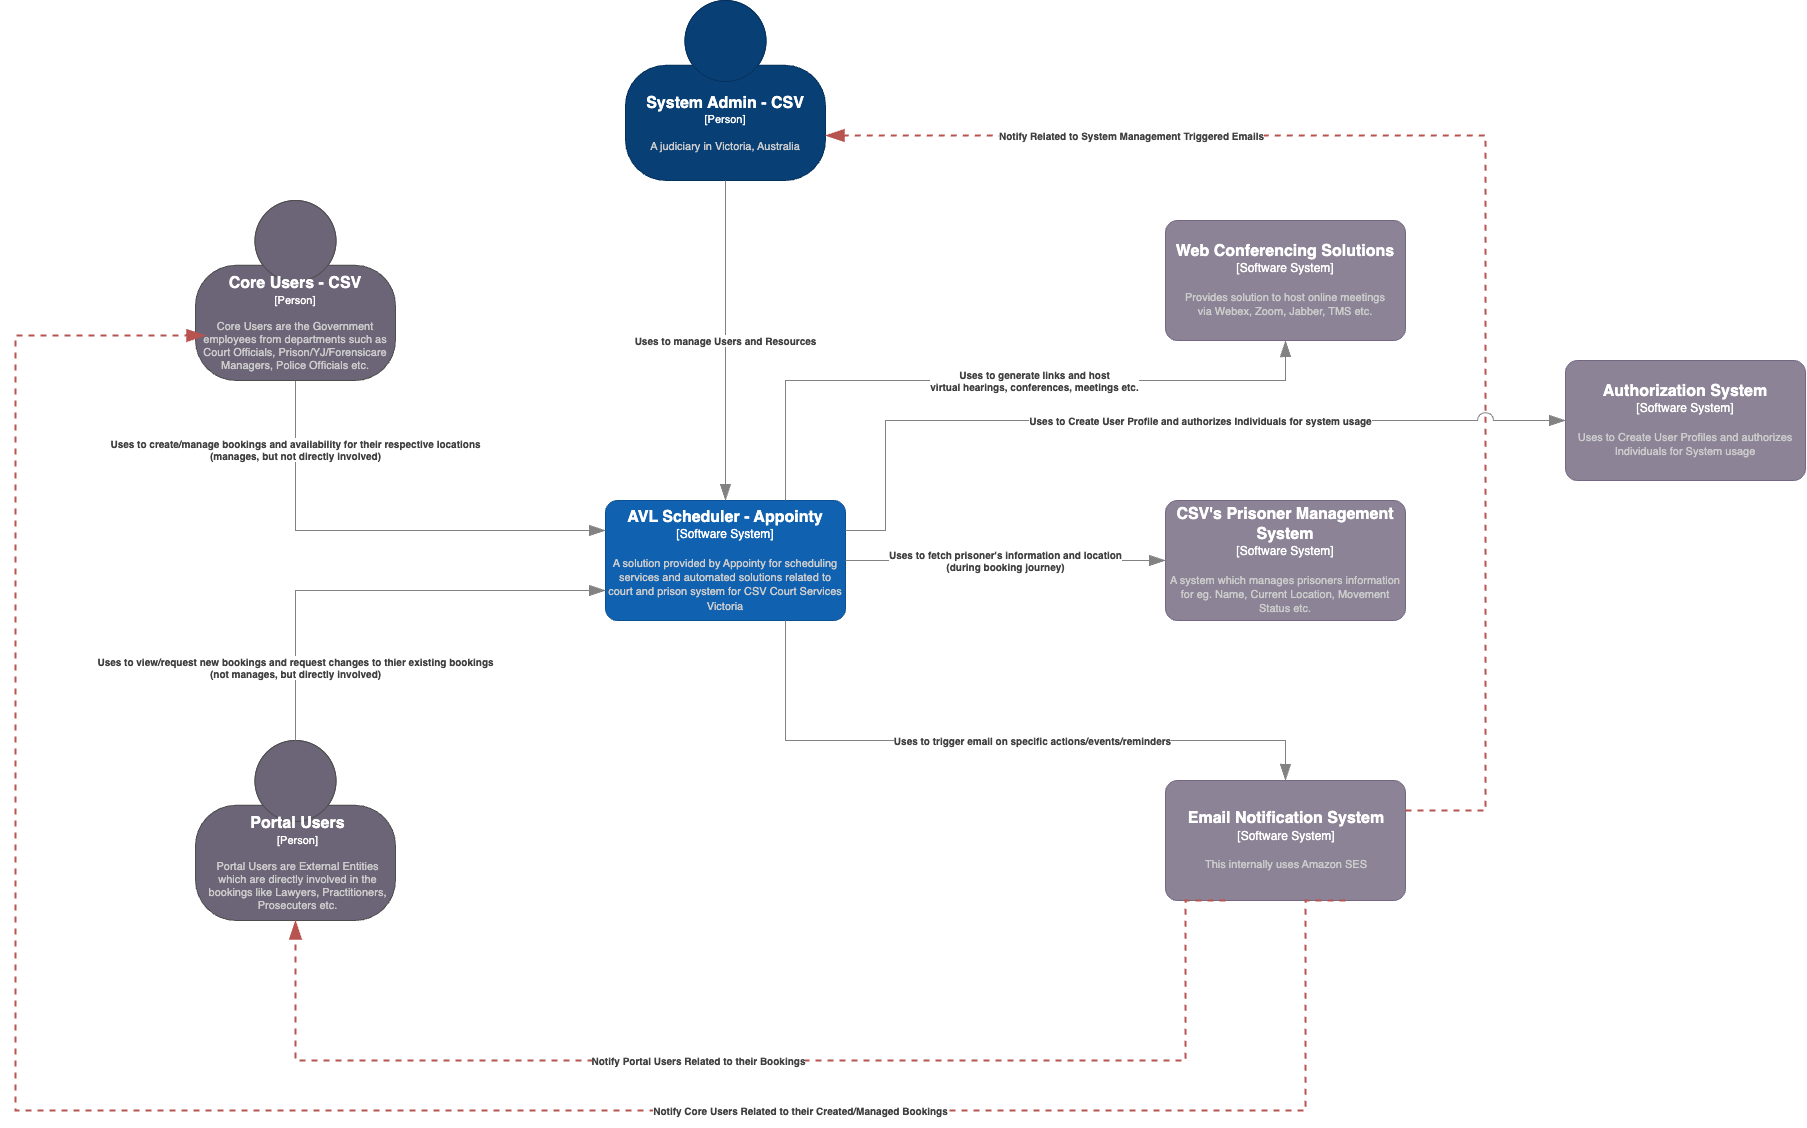 System Admin - CSV
[Person]
A judiciary in Victoria, Australia
Notify Related to System Management Triggered Emails
Core Users - CSV
[Person]
Core Users are the Government
employees from departments such as
Court Officials, Prison/YJ/Forensicare
Managers, Police Officials etc.
Web Conferencing Solutions
[Software System]
Provides solution to host online meetings
via Webex, Zoom, Jabber, TMS etc.
Uses to manage Users and Resources
Uses to generate links and host
virtual hearings, conferences, meetings etc.
Authorization System
[Software System]
Uses to Create User Profiles and authorizes
Individuals for System usage
Uses to Create User Profile and authorizes Individuals for system usage
Uses to create/manage bookings and availability for their respective locations
(manages, but not directly involved)
AVL Scheduler - Appointy
[Software System]
A solution provided by Appointy for scheduling
services and automated solutions related to
court and prison system for CSV Court Services
Victoria
Uses to fetch prisoner's information and location
(during booking journey)
CSV's Prisoner Management
System
[Software System]
A system which manages prisoners information
for eg. Name, Current Location, Movement
Status etc.
Uses to view/request new bookings and request changes to thier existing bookings
(not manages, but directly involved)
Uses to trigger email on specific actions/events/reminders
Portal Users
[Person]
Portal Users are External Entities
which are directly involved in the
bookings like Lawyers, Practitioners,
Prosecuters etc.
Email Notification System
[Software System]
This internally uses Amazon SES
Notify Portal Users Related to their Bookings
Notify Core Users Related to their Created/Managed Bookings